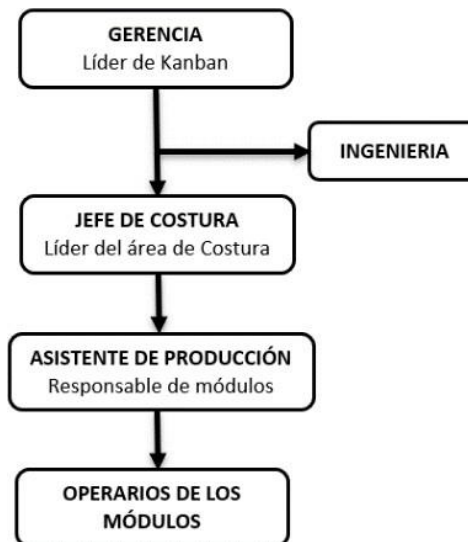 GERENCIA
Líder de Kanban
INGENIERIA
JEFE DE COSTURA
Líder del área de Costura
ASISTENTE DE PRODUCCIÓN
Responsable de módulos
OPERARIOS DE LOS
MÓDULOS